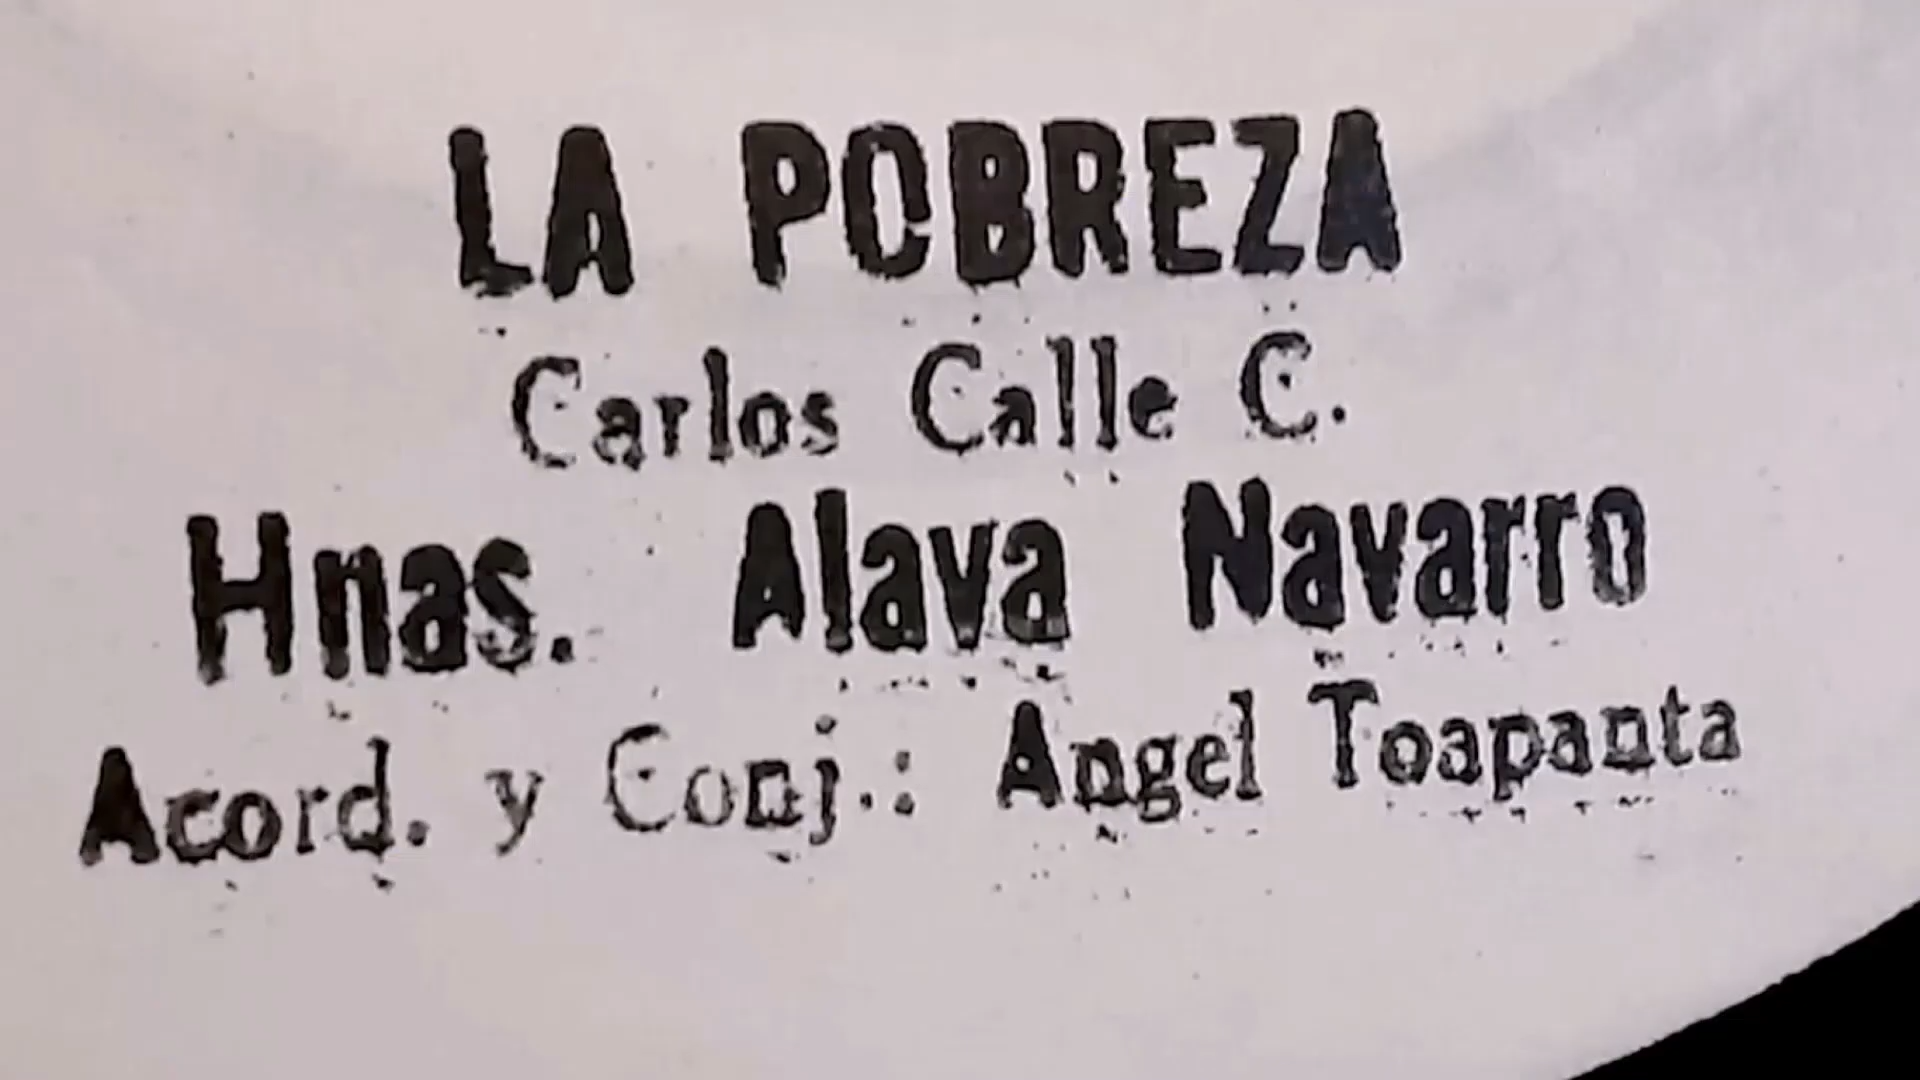 LA POBREZA
Carlos Calle C.
Hnas. Alava Navarro
Acord. y Conj.: Angel Toapanta